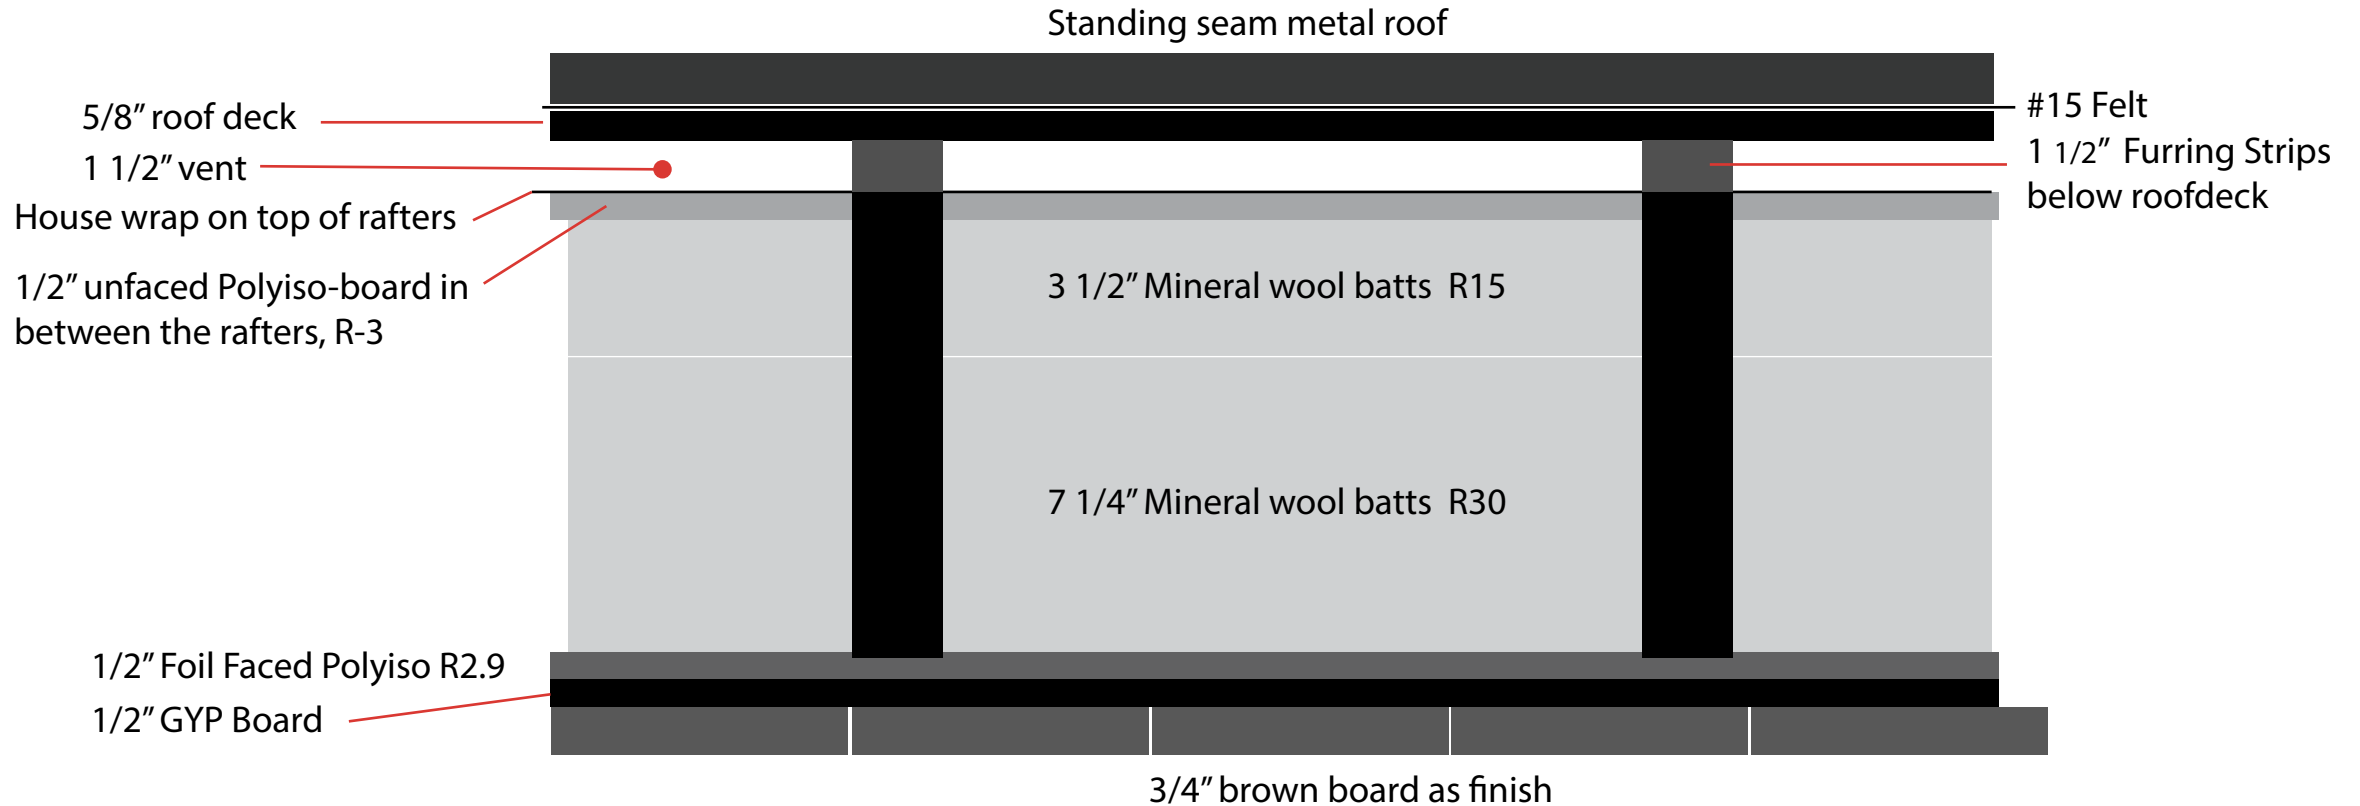 Standing seam metal roof
5/8” roof deck
1 1/2” vent
House wrap on top of rafters
1/2” unfaced Polyiso-board in
between the rafters, R-3
#15 Felt
1 1/2” Furring Strips
below roofdeck
3 1/2” Mineral wool batts R15
7 1/4” Mineral wool batts R30
1/2” Foil Faced Polyiso R2.9
1/2” GYP Board
3/4” brown board as finish